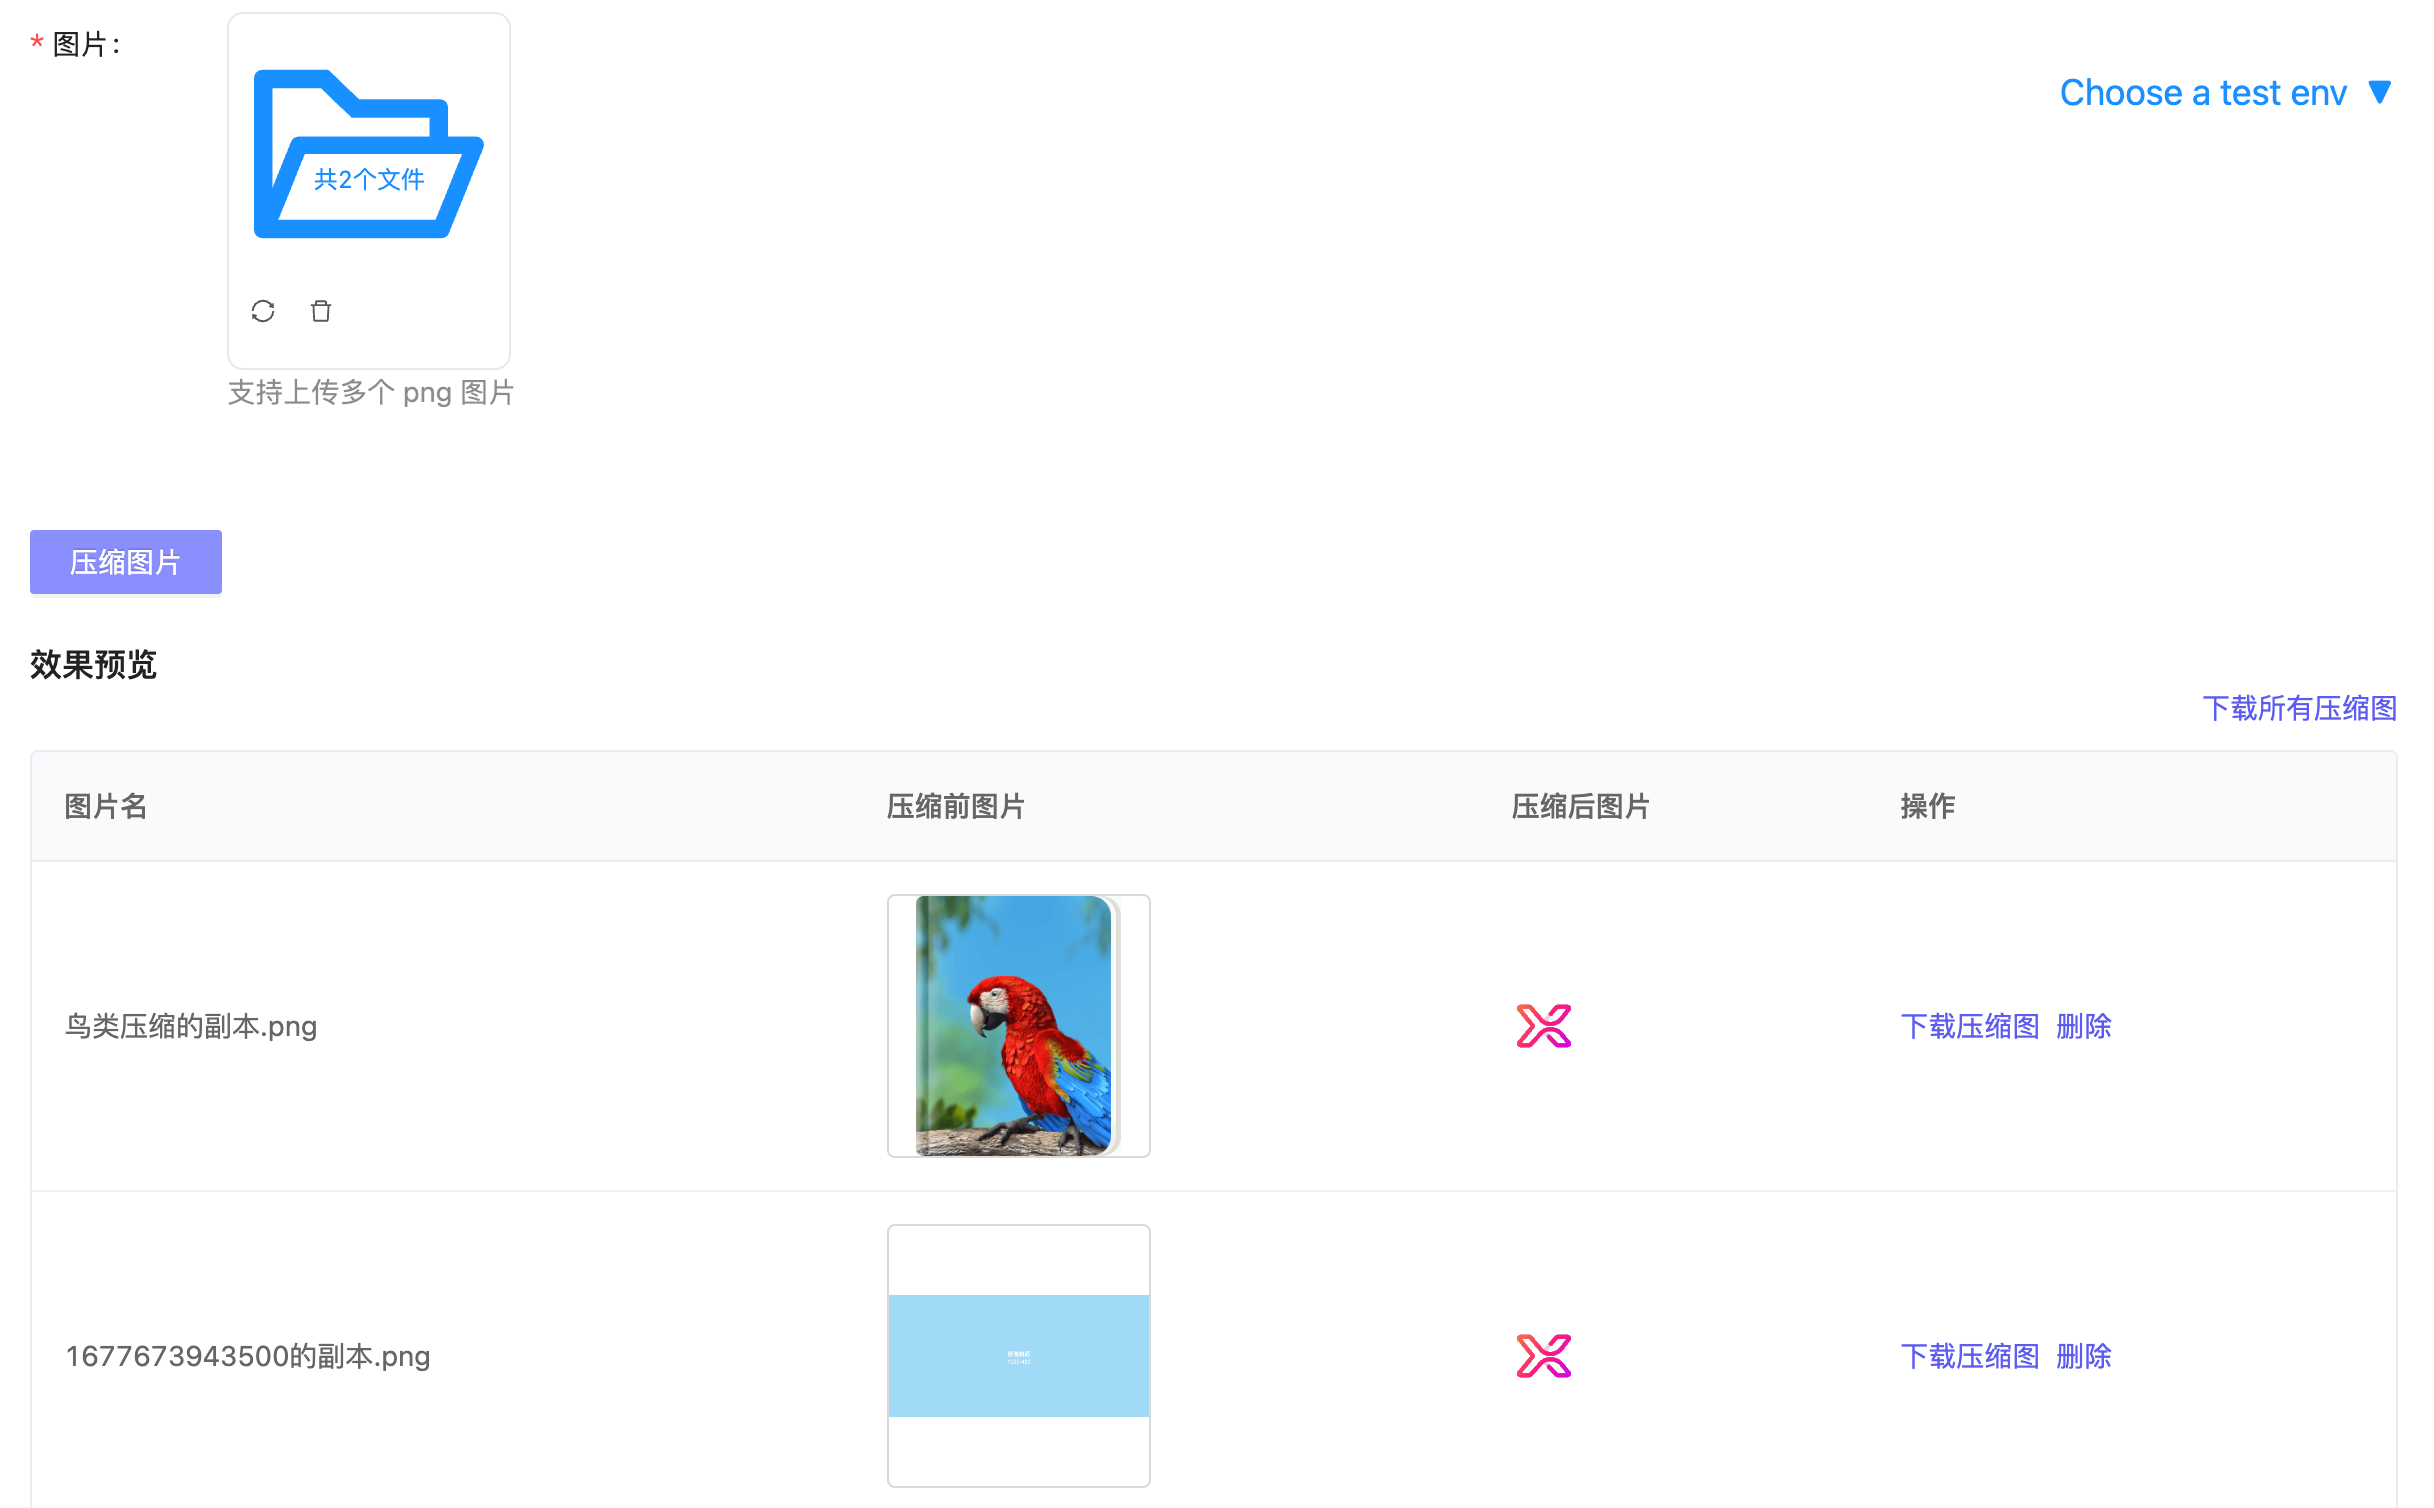 * 图片：
共2个文件
Choose a test env
支持上传多个 png 图片
压缩图片
效果预览
下载所有压缩图
图片名 压缩前图片 压缩后图片 操作
鸟类压缩的副本.png 下载压缩图 删除
1677673943500的副本.png 下载压缩图 删除